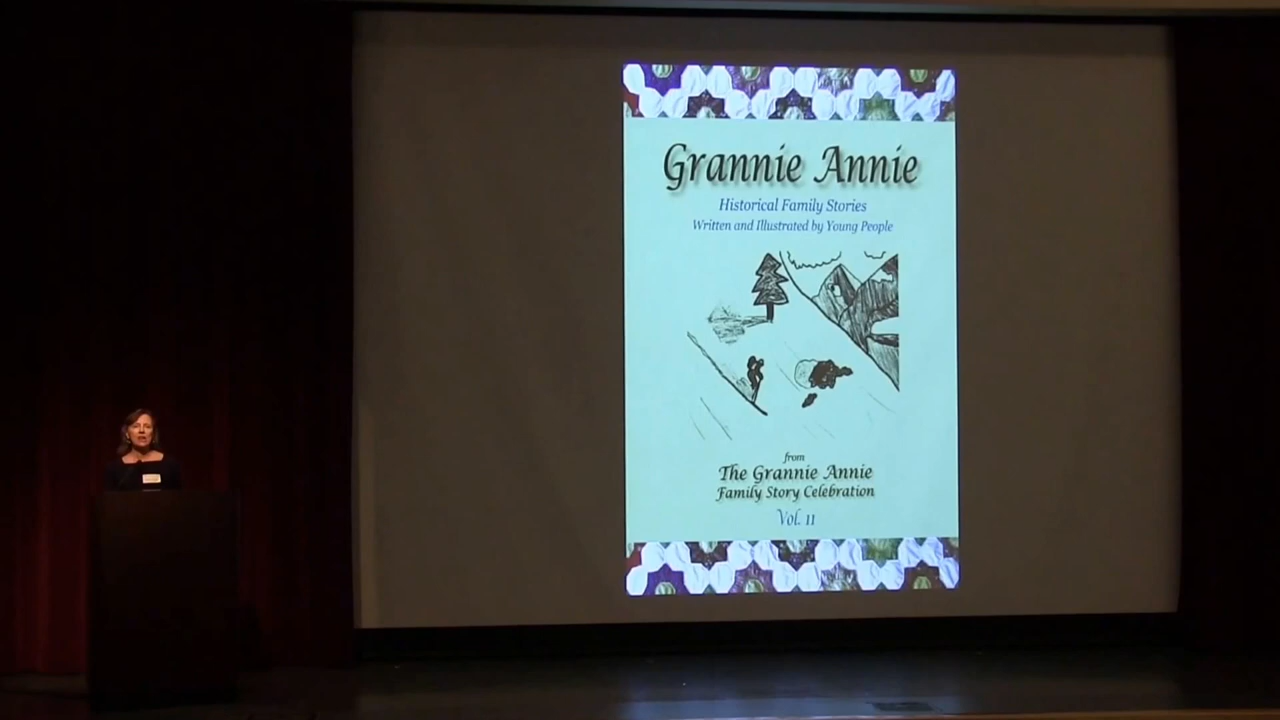 Grannie Annie
Historical Family Stories
Written and Illustrated by Young People
from
The Grannie Annie
Family Story Celebration
Vol. 11